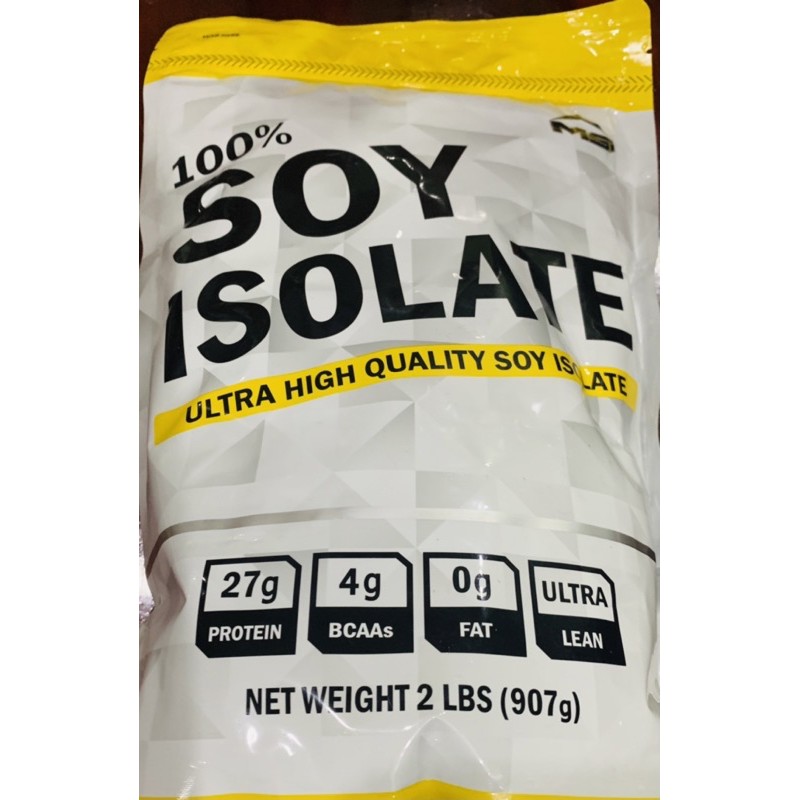 100%
SOY
ISOLATE
ULTRA HIGH QUALITY SOY ISOLATE
27g
PROTEIN
4g
BCAAs
0g
FAT
ULTRA
LEAN
NET WEIGHT 2 LBS (907g)